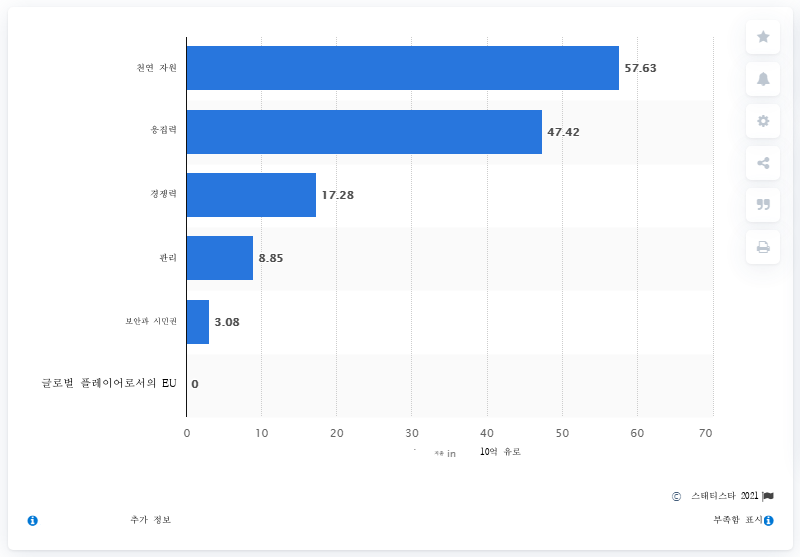 천연 자원
57.63
응집력
47.42
경쟁력
17.28
관리
8.85
보안과 시민권
3.08
글로벌 플레이어로서의 EU
0
0 10 20 30 40 50 60 70
in 10억 유로
© 스태티스타 2021
추가 정보
부족함 표시